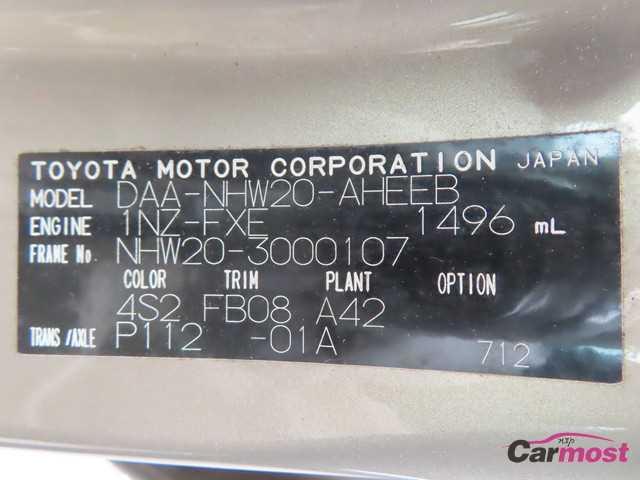 TOYOTA MOTOR CORPORATION JAPAN
MODEL DAA-NHW20-AHEEB
ENGINE 1NZ-FXE 1496 mL
FRAME No. NHW20-3000107
COLOR TRIM PLANT OPTION
4S2 FB08 A42
TRANS/AXLE P112 -01A 712
Carmost